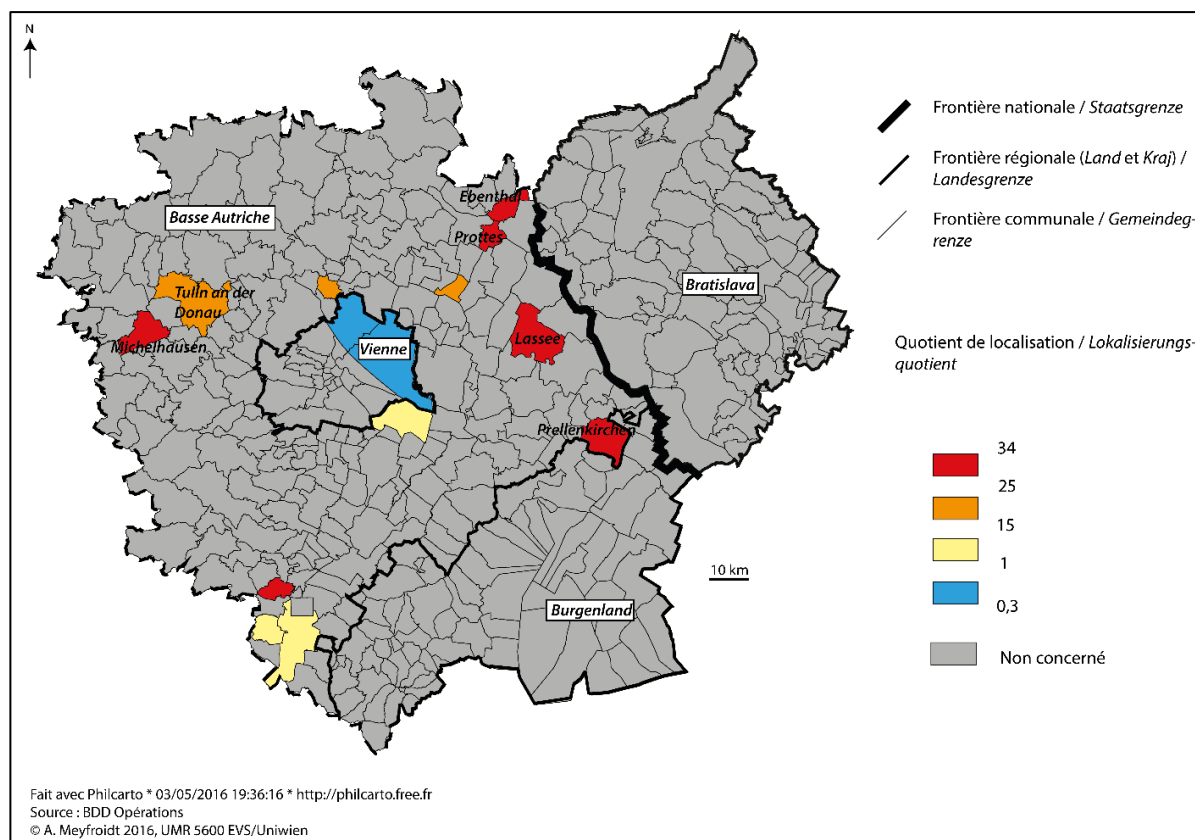 N
Frontière nationale / Staatsgrenze
Frontière régionale (Land et Kraj) /
Landesgrenze
Frontière communale / Gemeindeg-
renze
Ebenthal
Basse Autriche
Prottes
Bratislava
Tulln an der
Donau
Michelhausen
Vienne
Lassee
Quotient de localisation / Lokalisierungs-
quotient
Prellenkirchen
34
25
15
1
0,3
Non concerné
10 km
Burgenland
Fait avec Philcarto * 03/05/2016 19:36:16 * http://philcarto.free.fr
Source : BDD Opérations
© A. Meyfroidt 2016, UMR 5600 EVS/Uniwien